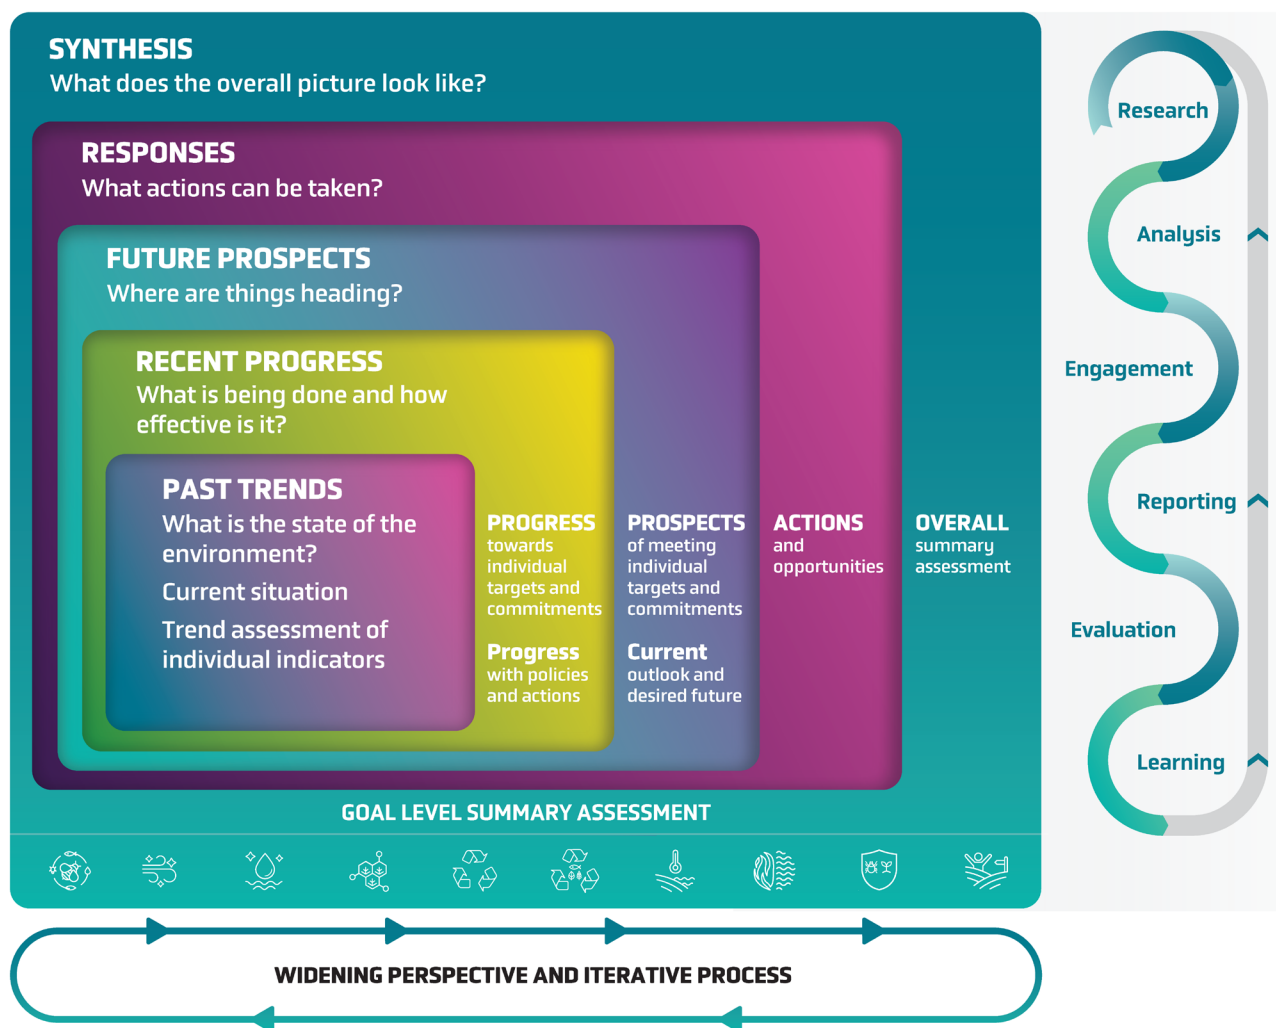 SYNTHESIS
What does the overall picture look like?
RESPONSES
What actions can be taken?
FUTURE PROSPECTS
Where are things heading?
RECENT PROGRESS
What is being done and how
effective is it?
PAST TRENDS
What is the state of the
environment?
Current situation
Trend assessment of
individual indicators
PROGRESS
towards
individual
targets and
commitments
Progress
with policies
and actions
PROSPECTS
of meeting
individual
targets and
commitments
Current
outlook and
desired future
ACTIONS
and
opportunities
OVERALL
summary
assessment
GOAL LEVEL SUMMARY ASSESSMENT
WIDENING PERSPECTIVE AND ITERATIVE PROCESS
Research
Analysis
Engagement
Reporting
Evaluation
Learning